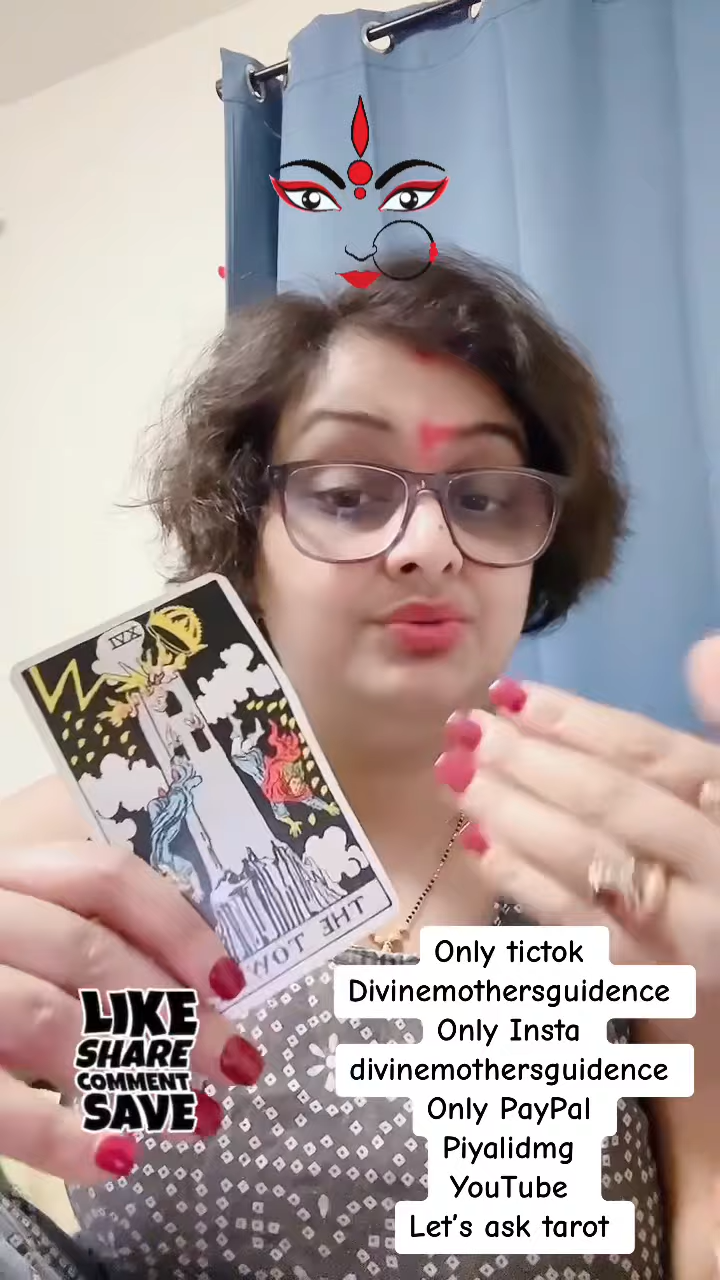 XVI
THE TOW
LIKE
SHARE
COMMENT
SAVE
Only tictok
Divinemothersguidence
Only Insta
divinemothersguidence
Only PayPal
Piyalidmg
YouTube
Let's ask tarot